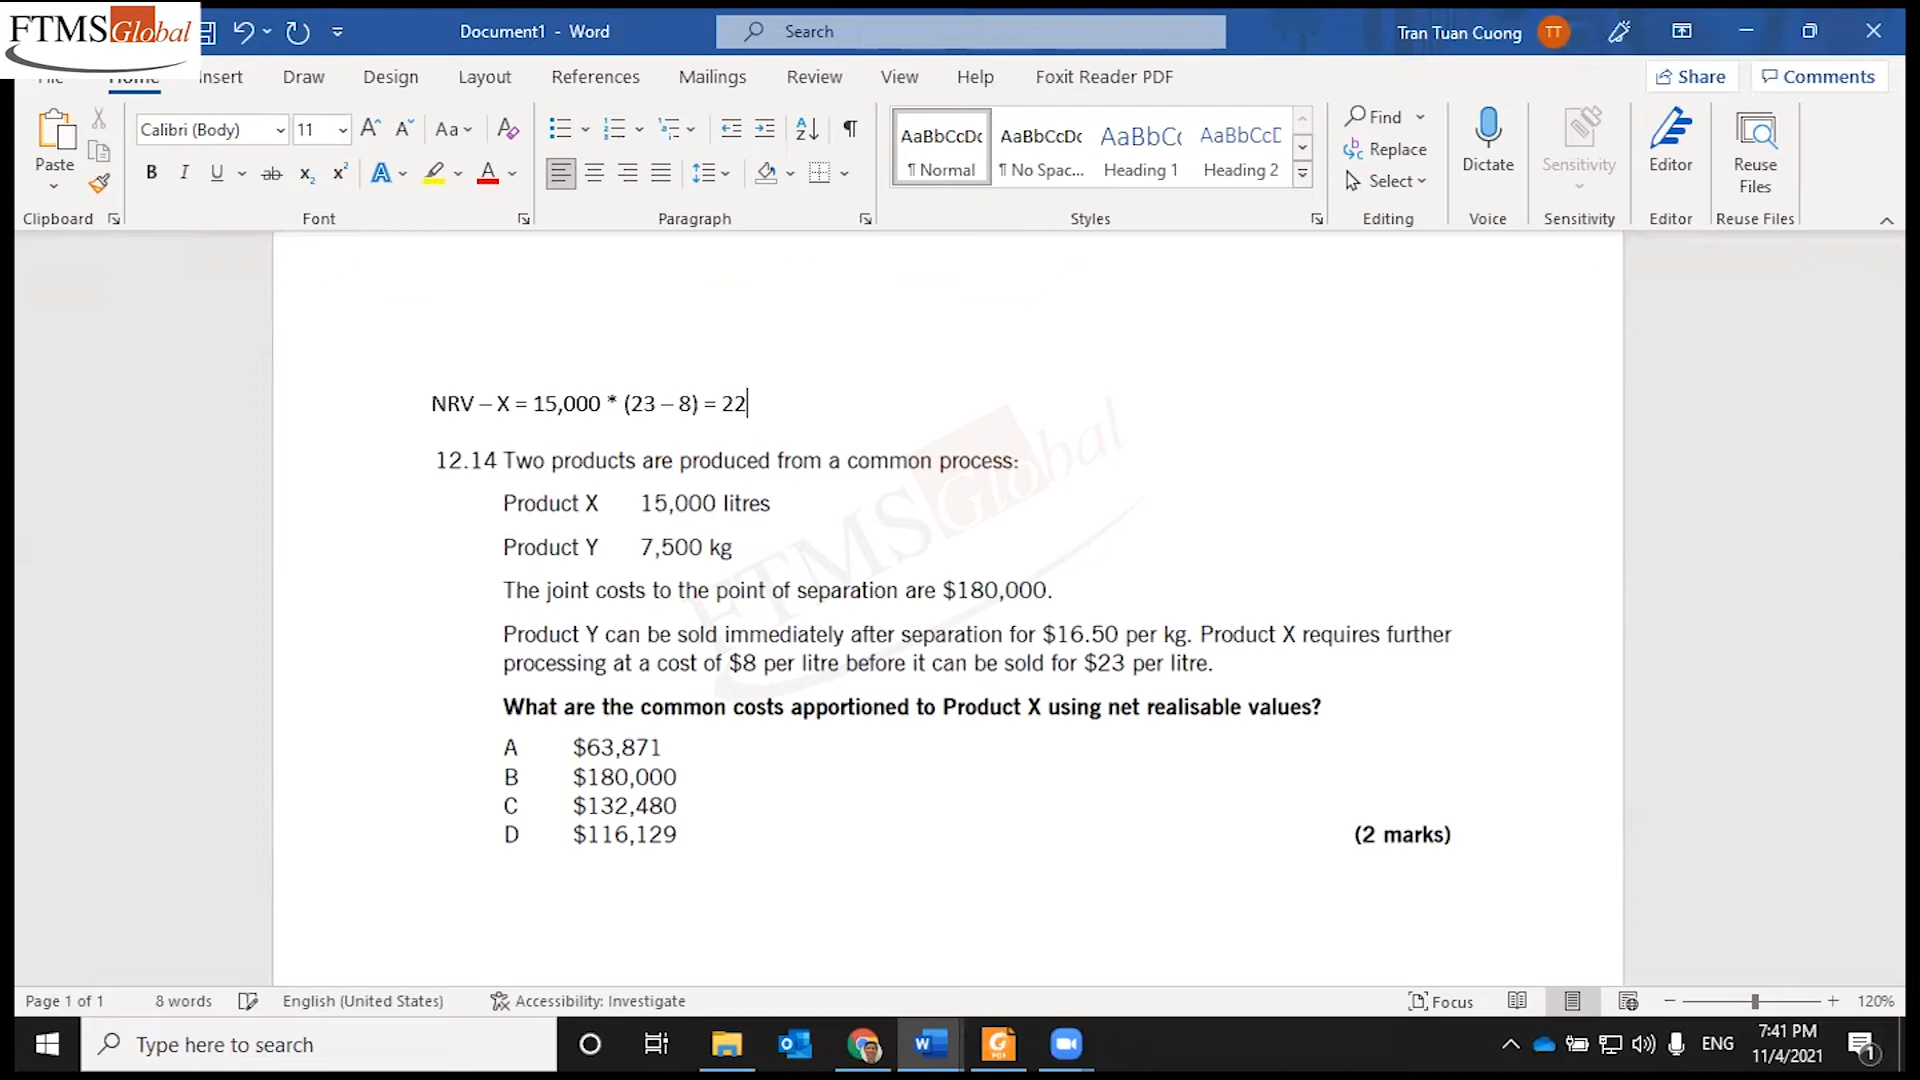 FTMS Global
Document1 - Word
Search
Tran Tuan Cuong
TT
File
Home
Insert
Draw
Design
Layout
References
Mailings
Review
View
Help
Foxit Reader PDF
Share
Comments
Paste
Calibri (Body)
11
Aa
AaBbCcDc
¶ Normal
AaBbCcDc
¶ No Spac...
AaBbC(
Heading 1
AaBbCcE
Heading 2
Find
Replace
Select
Dictate
Sensitivity
Editor
Reuse
Files
Clipboard
Font
Paragraph
Styles
Editing
Voice
Sensitivity
Editor
Reuse Files
NRV – X = 15,000 * (23 – 8) = 22
12.14 Two products are produced from a common process:
Product X 15,000 litres
Product Y 7,500 kg
The joint costs to the point of separation are $180,000.
Product Y can be sold immediately after separation for $16.50 per kg. Product X requires further
processing at a cost of $8 per litre before it can be sold for $23 per litre.
What are the common costs apportioned to Product X using net realisable values?
A $63,871
B $180,000
C $132,480
D $116,129
(2 marks)
FTMS Global
Page 1 of 1
8 words
English (United States)
Accessibility: Investigate
Focus
120%
Type here to search
ENG
7:41 PM
11/4/2021
1